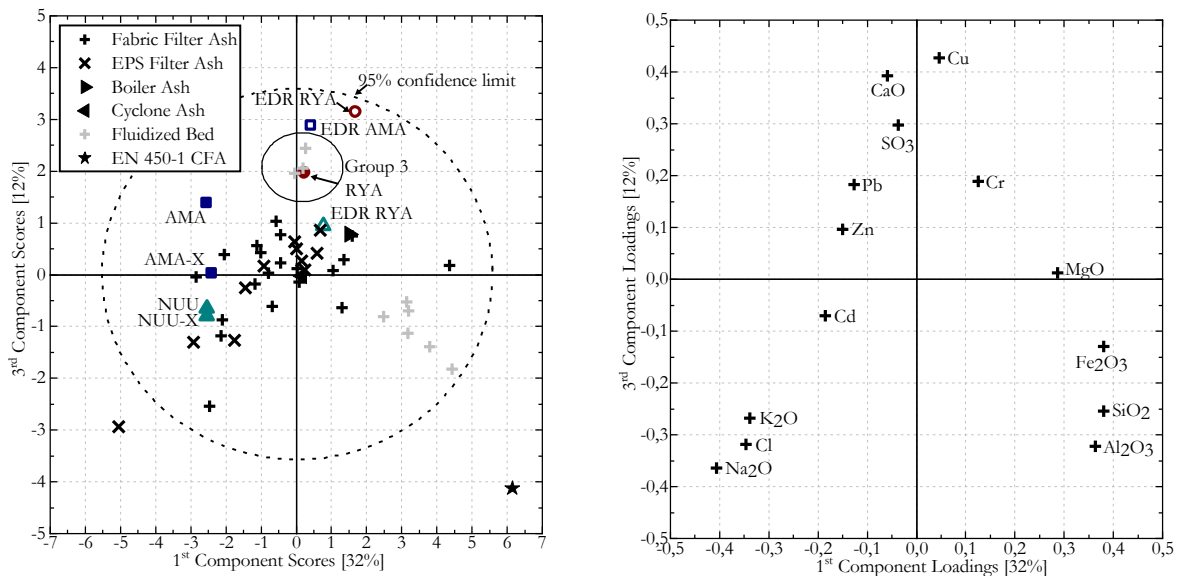 5
4
3
2
1
0
-1
-2
-3
-4
-5
3rd Component Scores [12%]
Fabric Filter Ash
EPS Filter Ash
Boiler Ash
Cyclone Ash
Fluidized Bed
EN 450-1 CFA
95% confidence limit
EDR RYA
EDR AMA
Group 3
RYA
EDR RYA
AMA
AMA-X
NUU
NUU-X
-7 -6 -5 -4 -3 -2 -1 0 1 2 3 4 5 6 7
1st Component Scores [32%]
0,5
0,4
0,3
0,2
0,1
0,0
-0,1
-0,2
-0,3
-0,4
-0,5
3rd Component Loadings [12%]
Cu
CaO
SO3
Pb
Cr
Zn
MgO
Cd
Fe2O3
K2O
SiO2
Cl
Al2O3
Na2O
-0,5 -0,4 -0,3 -0,2 -0,1 0,0 0,1 0,2 0,3 0,4 0,5
1st Component Loadings [32%]